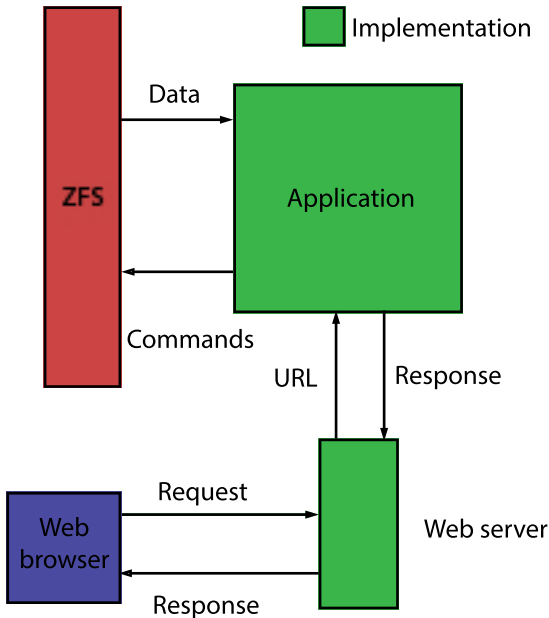 Implementation
Data
ZFS
Application
Commands
URL
Response
Request
Web
browser
Web server
Response